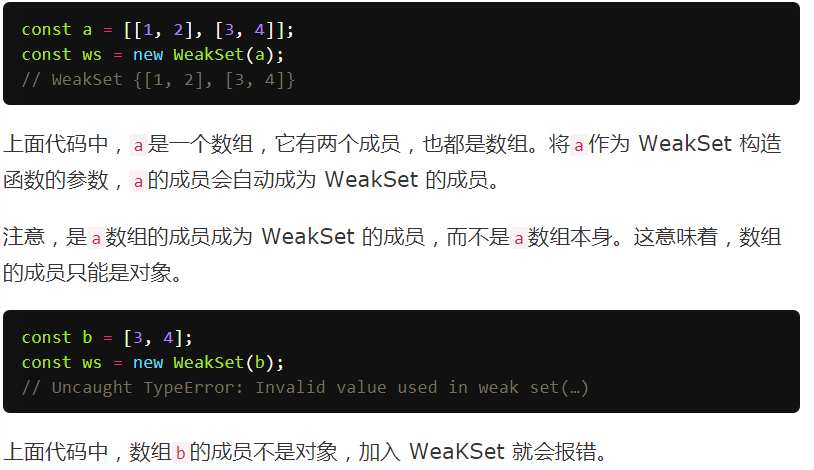 const a = [[1, 2], [3, 4]];
const ws = new WeakSet(a);
// WeakSet {[1, 2], [3, 4]}
上面代码中，a是一个数组，它有两个成员，也都是数组。将a作为 WeakSet 构造
函数的参数，a的成员会自动成为 WeakSet 的成员。
注意，是a数组的成员成为 WeakSet 的成员，而不是a数组本身。这意味着，数组
的成员只能是对象。
const b = [3, 4];
const ws = new WeakSet(b);
// Uncaught TypeError: Invalid value used in weak set(…)
上面代码中，数组b的成员不是对象，加入 WeaKSet 就会报错。